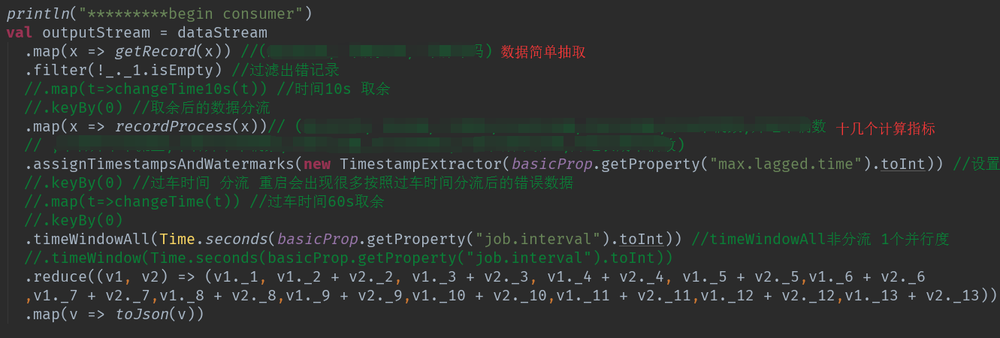 println("*********begin consumer")
val outputStream = dataStream
.map(x => getRecord(x)) //( 码) 数据简单抽取
.filter(!_._1.isEmpty) //过滤出错记录
//.map(t=>changeTime10s(t)) //时间10s 取余
//.keyBy(0) //取余后的数据分流
.map(x => recordProcess(x))// ( 数 十几个计算指标
// , 数)
.assignTimestampsAndWatermarks(new TimestampExtractor(basicProp.getProperty("max.lagged.time").toInt)) //设置
//.keyBy(0) //过车时间 分流 重启会出现很多按照过车时间分流后的错误数据
//.map(t=>changeTime(t)) //过车时间60s取余
//.keyBy(0)
.timeWindowAll(Time.seconds(basicProp.getProperty("job.interval").toInt)) //timeWindowAll非分流 1个并行度
//.timeWindow(Time.seconds(basicProp.getProperty("job.interval").toInt))
.reduce((v1, v2) => (v1._1, v1._2 + v2._2, v1._3 + v2._3, v1._4 + v2._4, v1._5 + v2._5,v1._6 + v2._6
,v1._7 + v2._7,v1._8 + v2._8,v1._9 + v2._9,v1._10 + v2._10,v1._11 + v2._11,v1._12 + v2._12,v1._13 + v2._13))
.map(v => toJson(v))